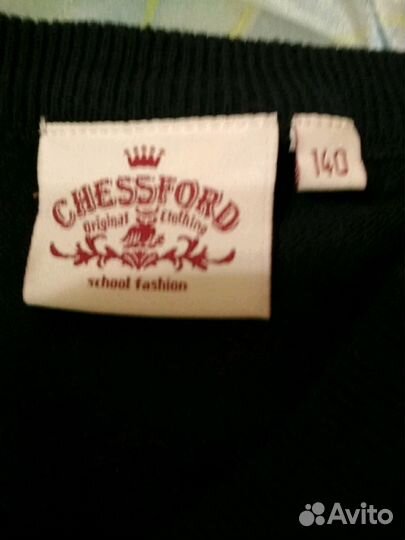 CHESSFORD
Original Clothing
school fashion
140
Avito